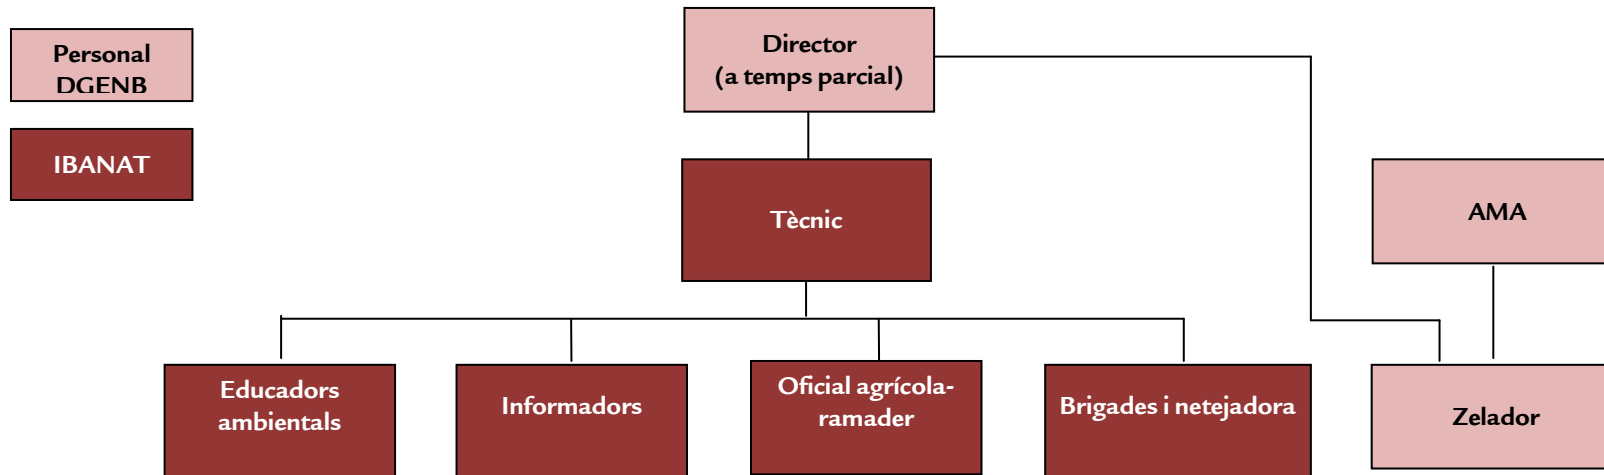 Personal
DGENB
IBANAT
Director
(a temps parcial)
Tècnic
AMA
Educadors
ambientals
Informadors
Oficial agrícola-
ramader
Brigades i netejadora
Zelador